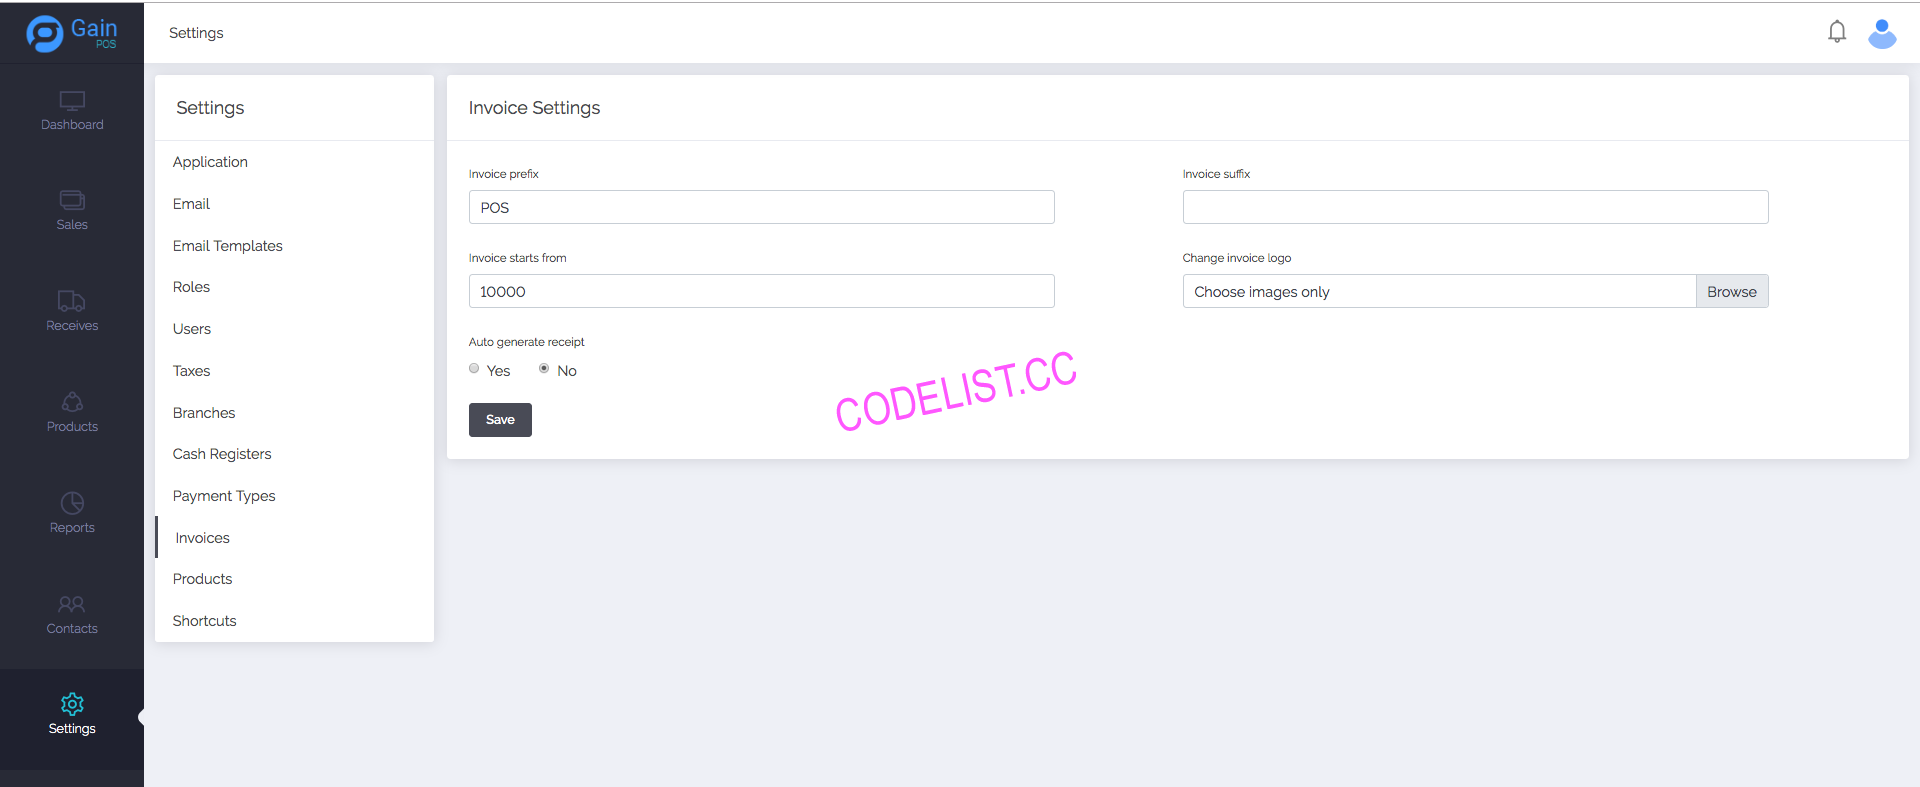 Gain
POS
Settings
Dashboard
Sales
Receives
Products
Reports
Contacts
Settings
Settings
Application
Email
Email Templates
Roles
Users
Taxes
Branches
Cash Registers
Payment Types
Invoices
Products
Shortcuts
Invoice Settings
Invoice prefix
POS
Invoice suffix
Invoice starts from
10000
Change invoice logo
Choose images only Browse
Auto generate receipt
Yes No
Save
CODELIST.CC